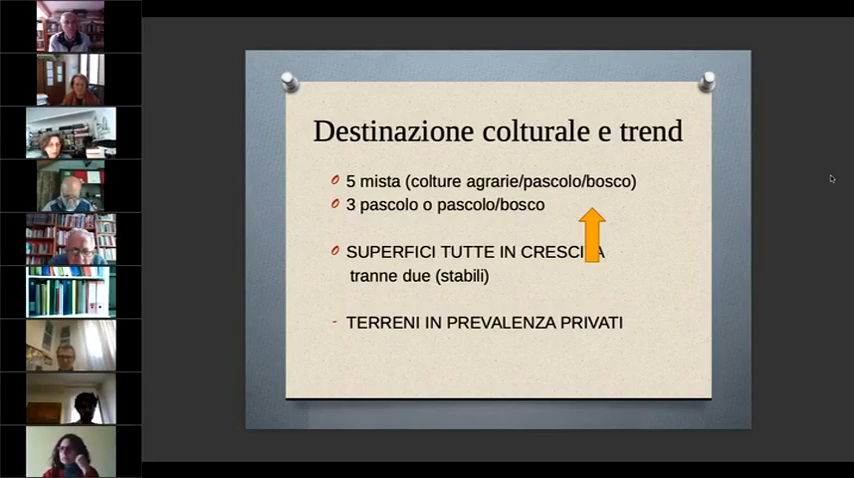 Destinazione colturale e trend
5 mista (colture agrarie/pascolo/bosco)
3 pascolo o pascolo/bosco
SUPERFICI TUTTE IN CRESCITA
tranne due (stabili)
- TERRENI IN PREVALENZA PRIVATI